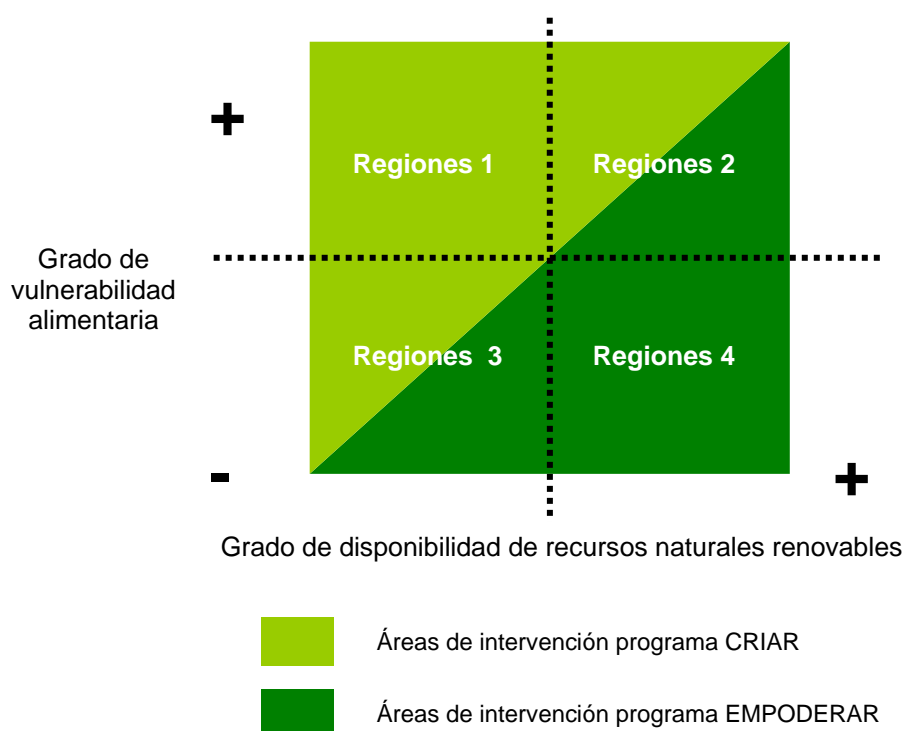 +
Regiones 1
Regiones 2
Grado de
vulnerabilidad
alimentaria
Regiones 3
Regiones 4
-
+
Grado de disponibilidad de recursos naturales renovables
Áreas de intervención programa CRIAR
Áreas de intervención programa EMPODERAR